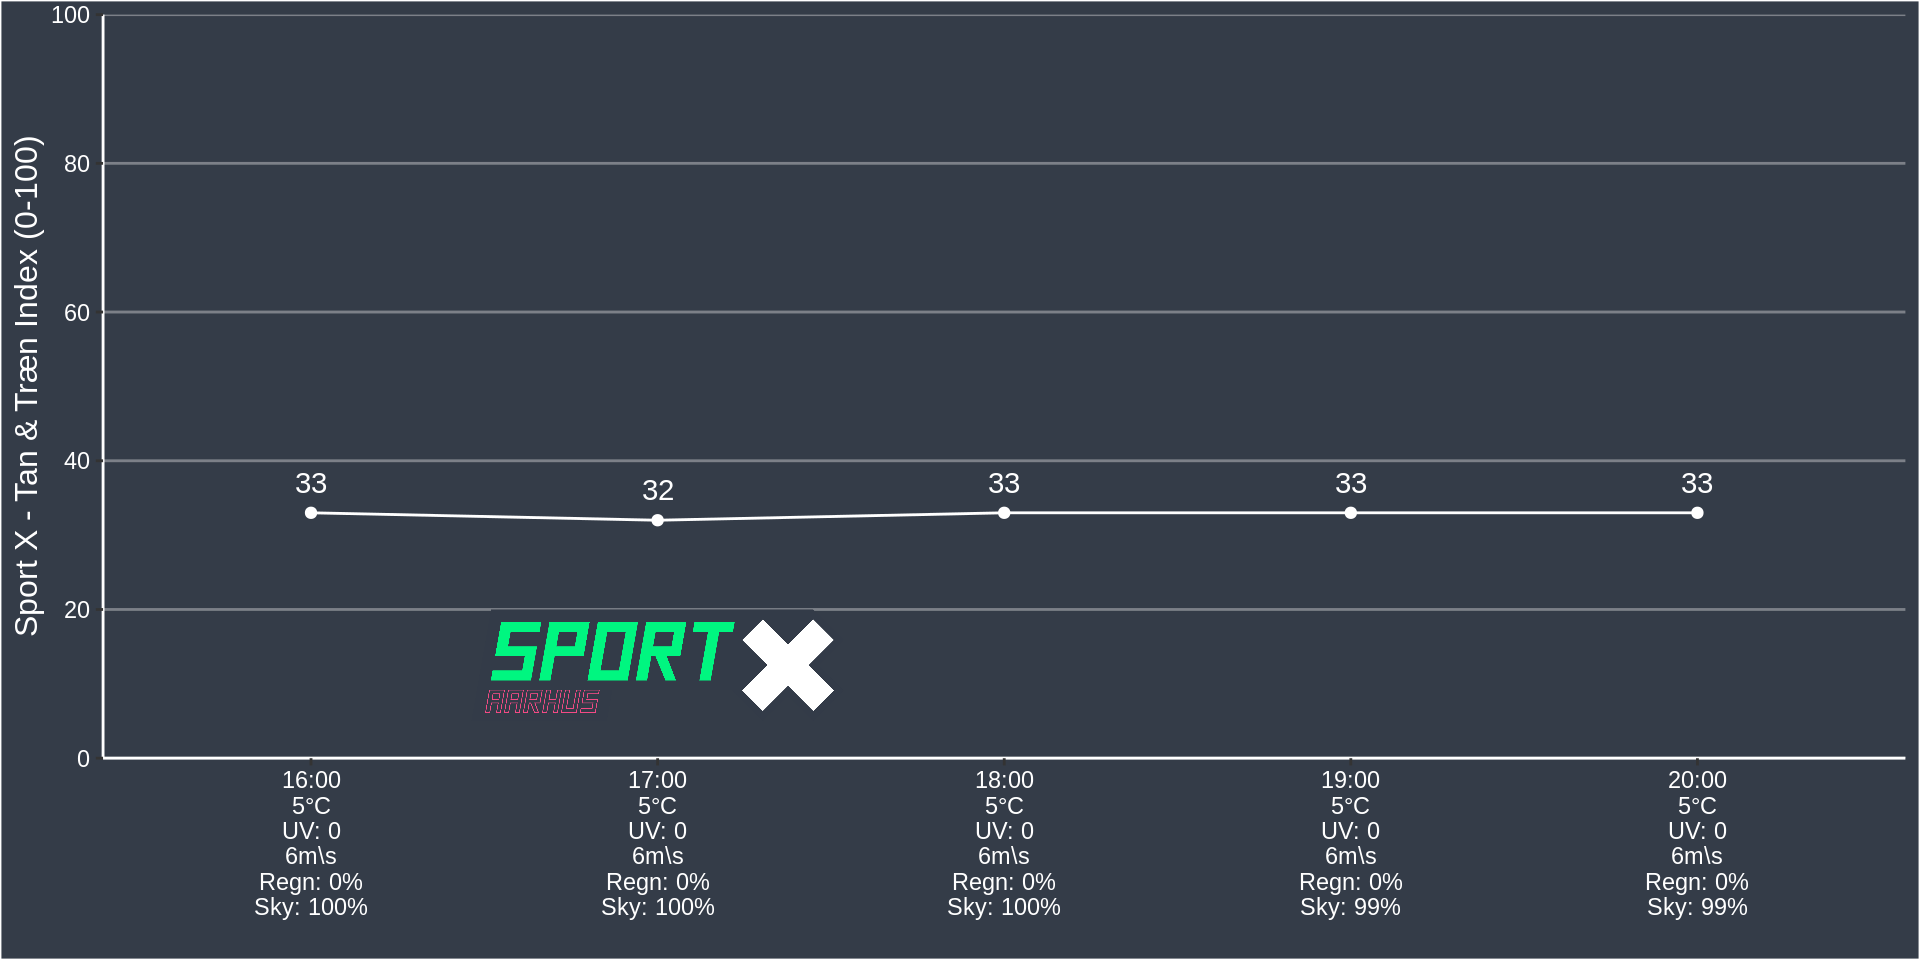 Sport X - Tan & Træn Index (0-100)
100
80
60
40
20
0
33
32
33
33
33
SPORT X
AARHUS
16:00
5°C
UV: 0
6m\s
Regn: 0%
Sky: 100%
17:00
5°C
UV: 0
6m\s
Regn: 0%
Sky: 100%
18:00
5°C
UV: 0
6m\s
Regn: 0%
Sky: 100%
19:00
5°C
UV: 0
6m\s
Regn: 0%
Sky: 99%
20:00
5°C
UV: 0
6m\s
Regn: 0%
Sky: 99%